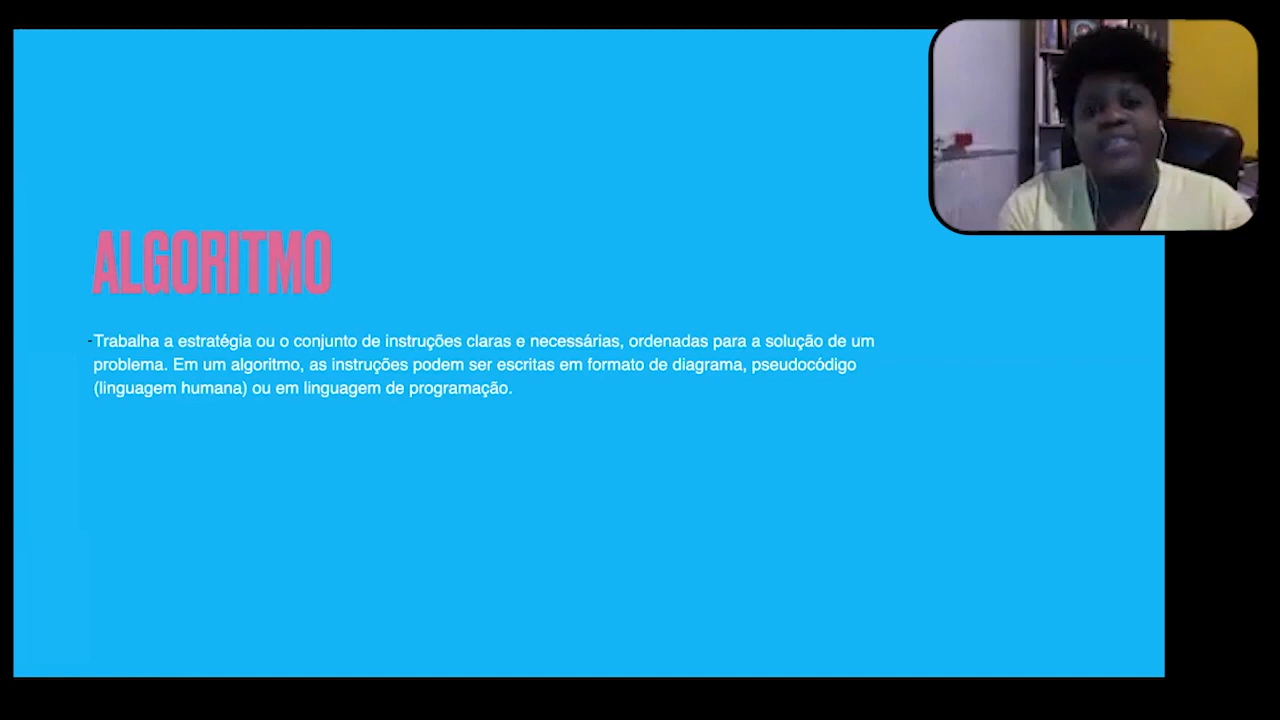 ALGORITMO
-Trabalha a estratégia ou o conjunto de instruções claras e necessárias, ordenadas para a solução de um
problema. Em um algoritmo, as instruções podem ser escritas em formato de diagrama, pseudocódigo
(linguagem humana) ou em linguagem de programação.